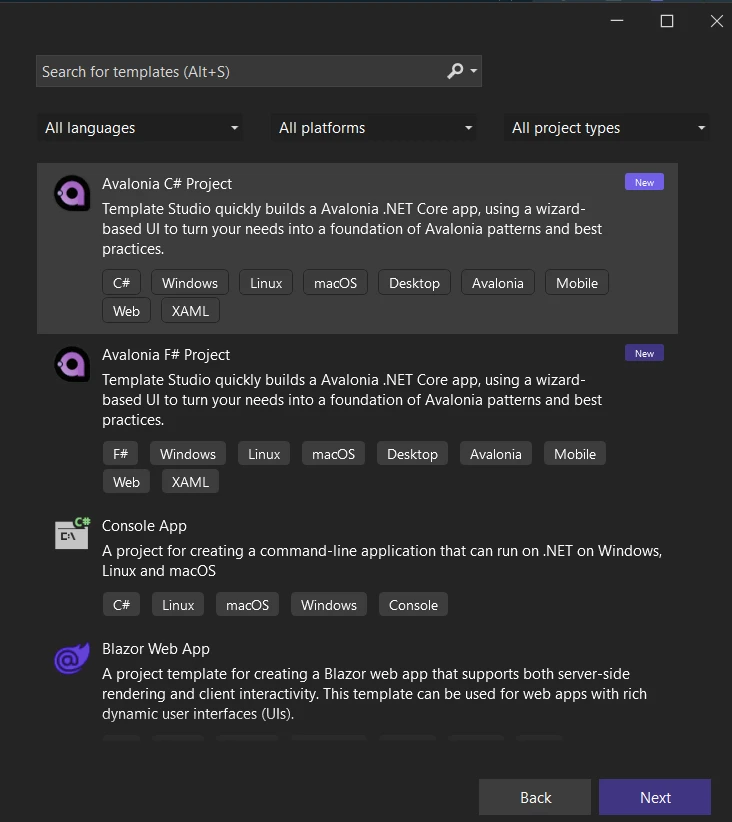 Search for templates (Alt+S)
All languages
All platforms
All project types
Avalonia C# Project
New
Template Studio quickly builds a Avalonia .NET Core app, using a wizard-
based UI to turn your needs into a foundation of Avalonia patterns and best
practices.
C# Windows Linux macOS Desktop Avalonia Mobile
Web XAML
Avalonia F# Project
New
Template Studio quickly builds a Avalonia .NET Core app, using a wizard-
based UI to turn your needs into a foundation of Avalonia patterns and best
practices.
F# Windows Linux macOS Desktop Avalonia Mobile
Web XAML
C#
C:\
Console App
A project for creating a command-line application that can run on .NET on Windows,
Linux and macOS
C# Linux macOS Windows Console
Blazor Web App
A project template for creating a Blazor web app that supports both server-side
rendering and client interactivity. This template can be used for web apps with rich
dynamic user interfaces (UIs).
Back
Next